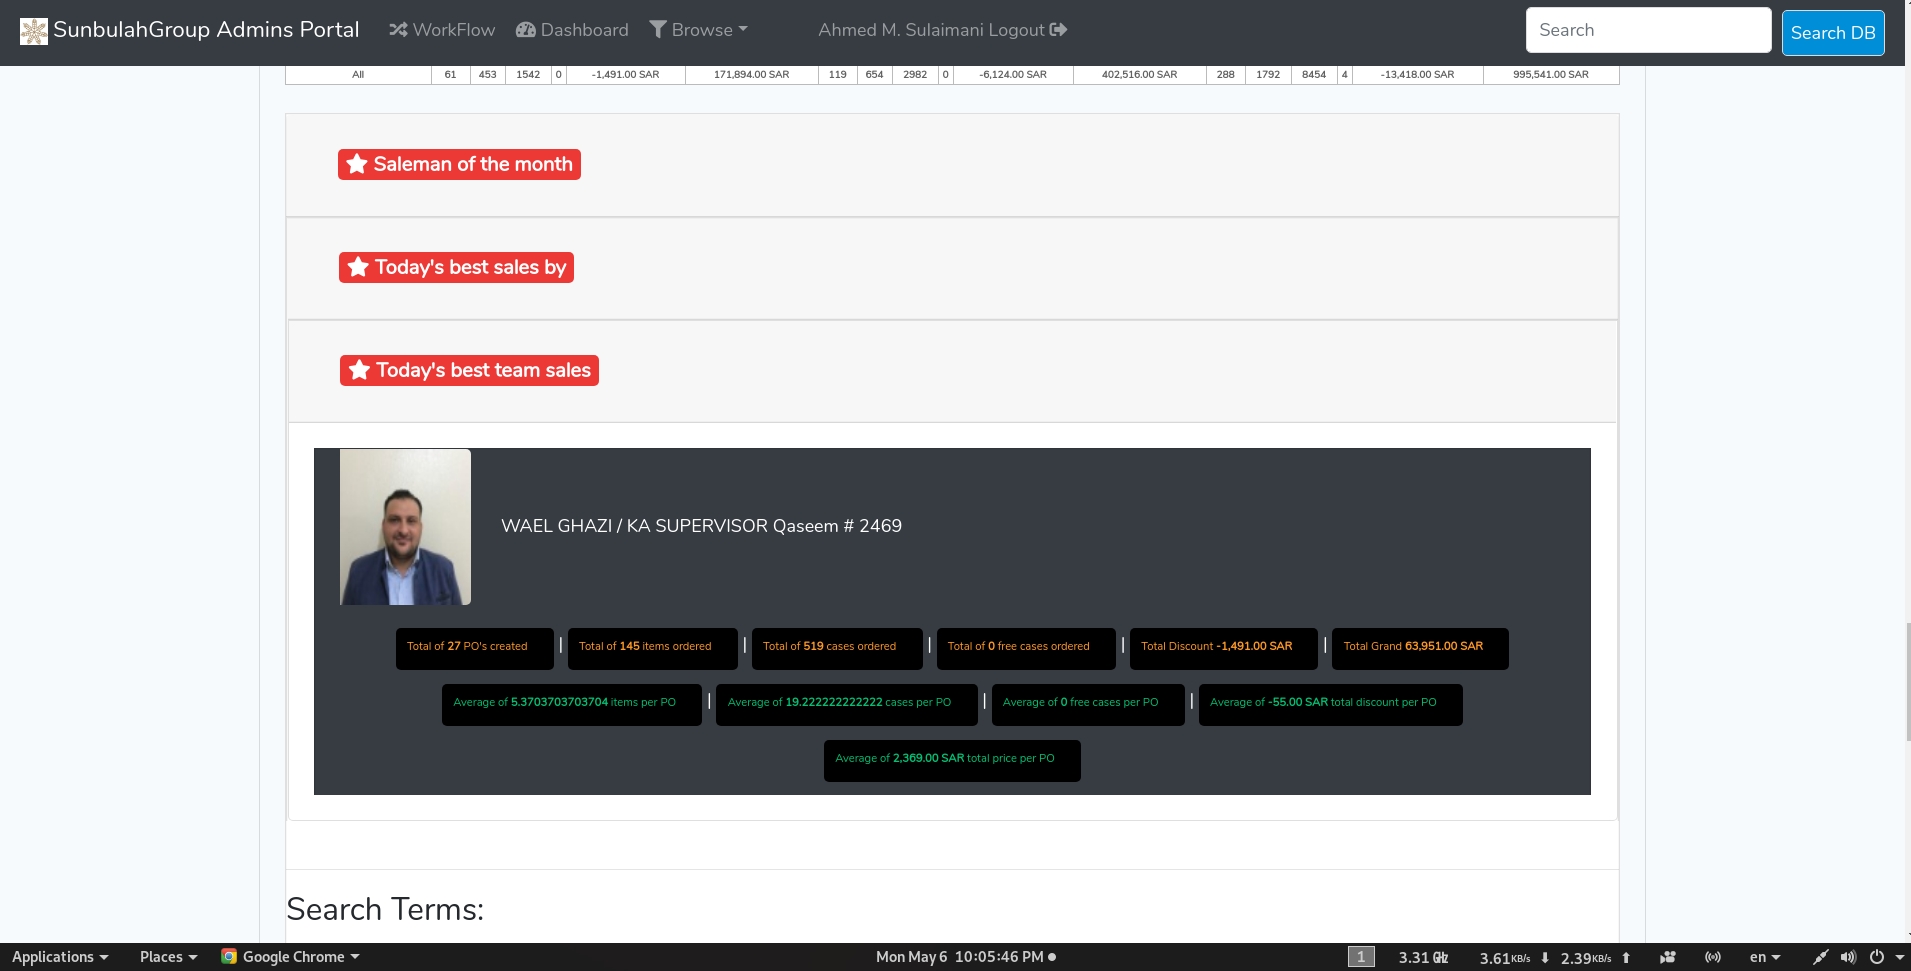 SunbulahGroup Admins Portal WorkFlow Dashboard Browse Ahmed M. Sulaimani Logout Search Search DB
All 61 453 1542 0 -1,491.00 SAR 171,894.00 SAR 119 654 2982 0 -6,124.00 SAR 402,516.00 SAR 288 1792 8454 4 -13,418.00 SAR 995,541.00 SAR
Saleman of the month
Today's best sales by
Today's best team sales
WAEL GHAZI / KA SUPERVISOR Qaseem # 2469
Total of 27 PO's created | Total of 145 items ordered | Total of 519 cases ordered | Total of 0 free cases ordered | Total Discount -1,491.00 SAR | Total Grand 63,951.00 SAR
Average of 5.3703703703704 items per PO | Average of 19.222222222222 cases per PO | Average of 0 free cases per PO | Average of -55.00 SAR total discount per PO
Average of 2,369.00 SAR total price per PO
Search Terms:
Applications Places Google Chrome Mon May 6 10:05:46 PM 1 3.31 3.61KB/s 2.39KB/s en